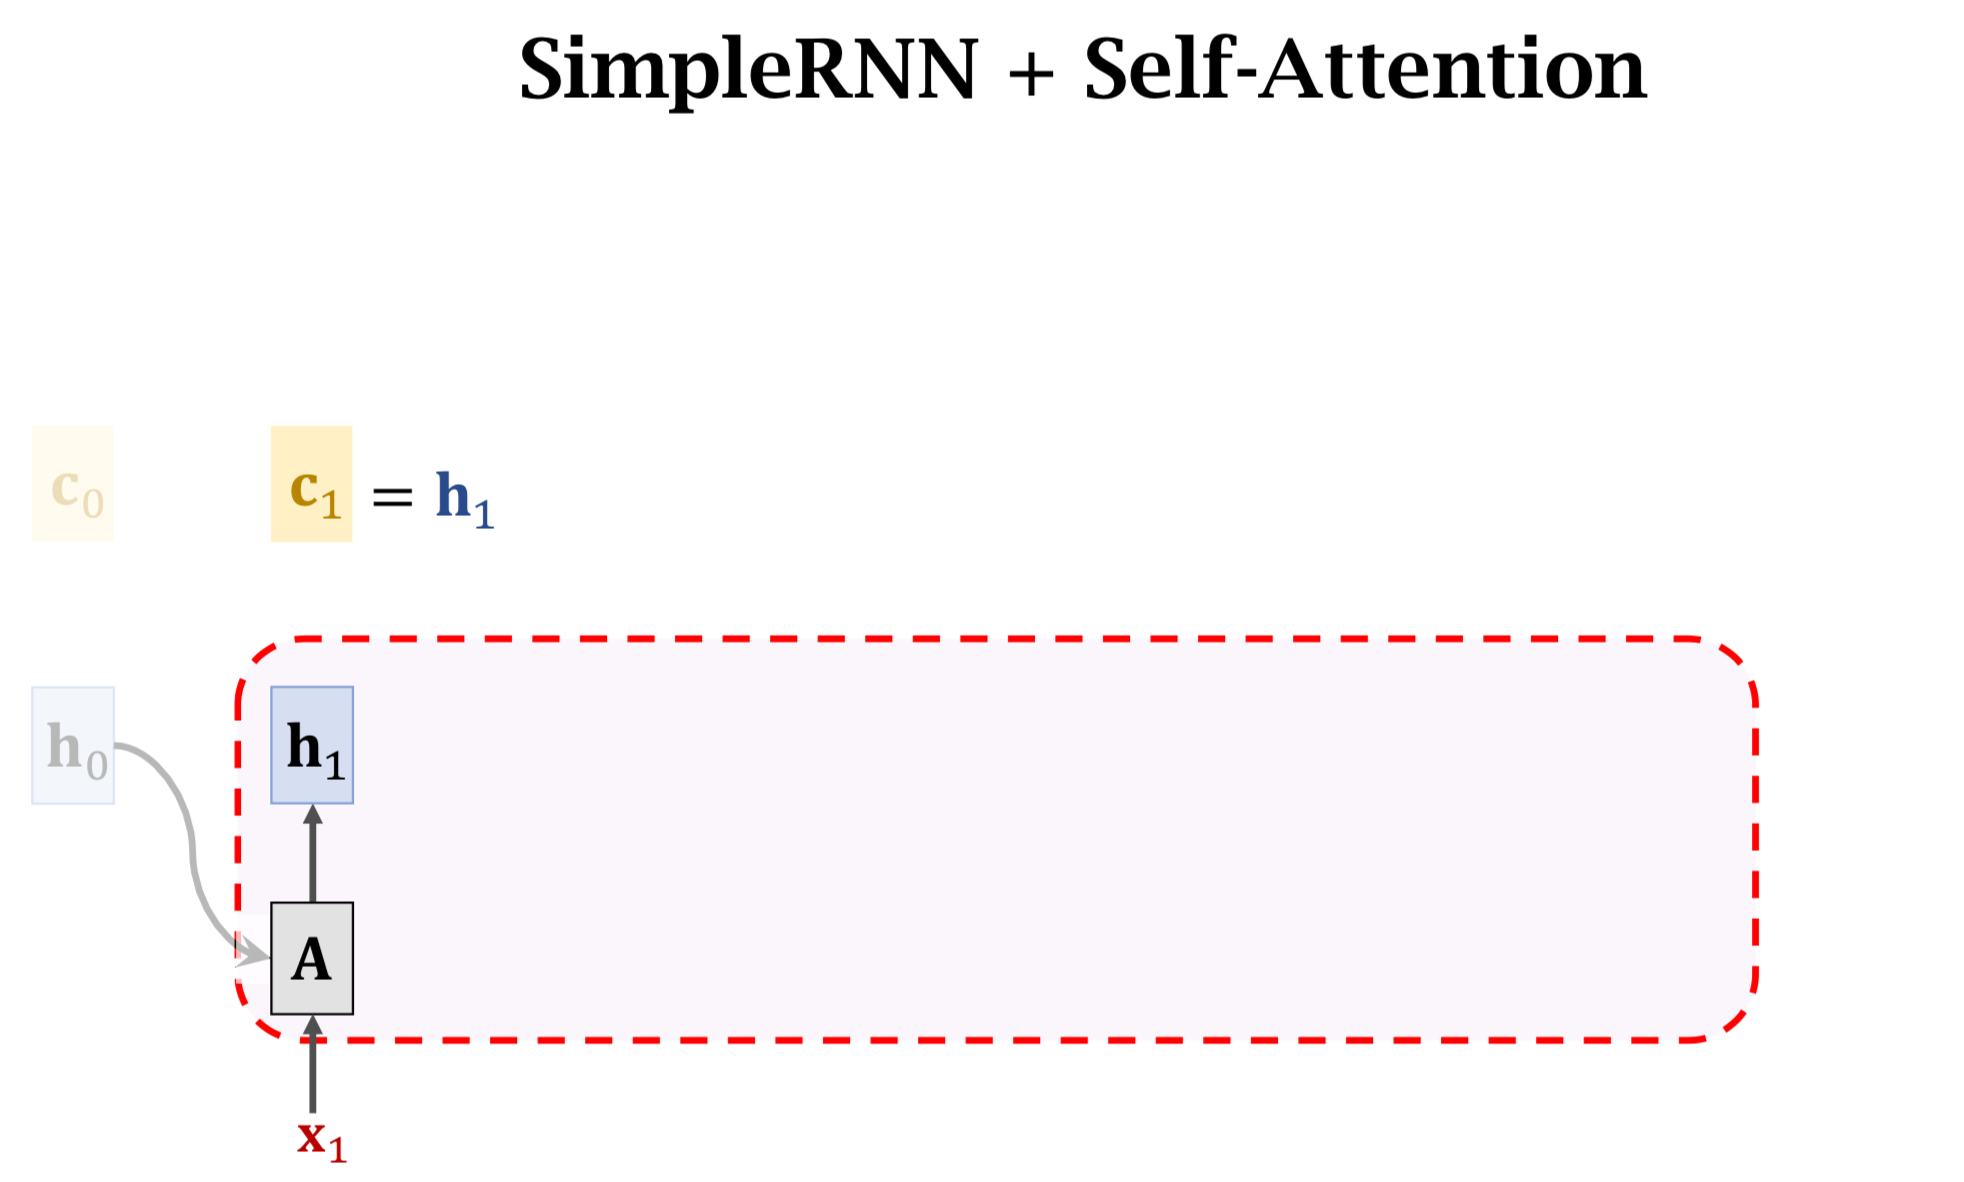 SimpleRNN + Self-Attention
c₀ c₁ = h₁
h₀ h₁
A
x₁